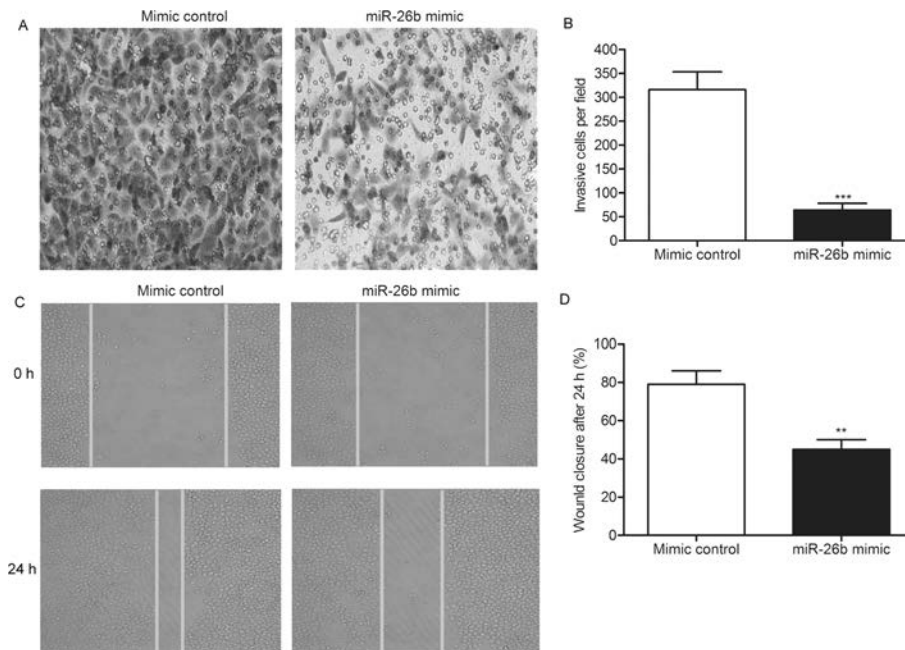 A
Mimic control
miR-26b mimic
B
Invasive cells per field
400
350
300
250
200
150
100
50
0
***
Mimic control
miR-26b mimic
C
Mimic control
miR-26b mimic
0 h
24 h
D
Wounld closure after 24 h (%)
100
80
60
40
20
0
**
Mimic control
miR-26b mimic